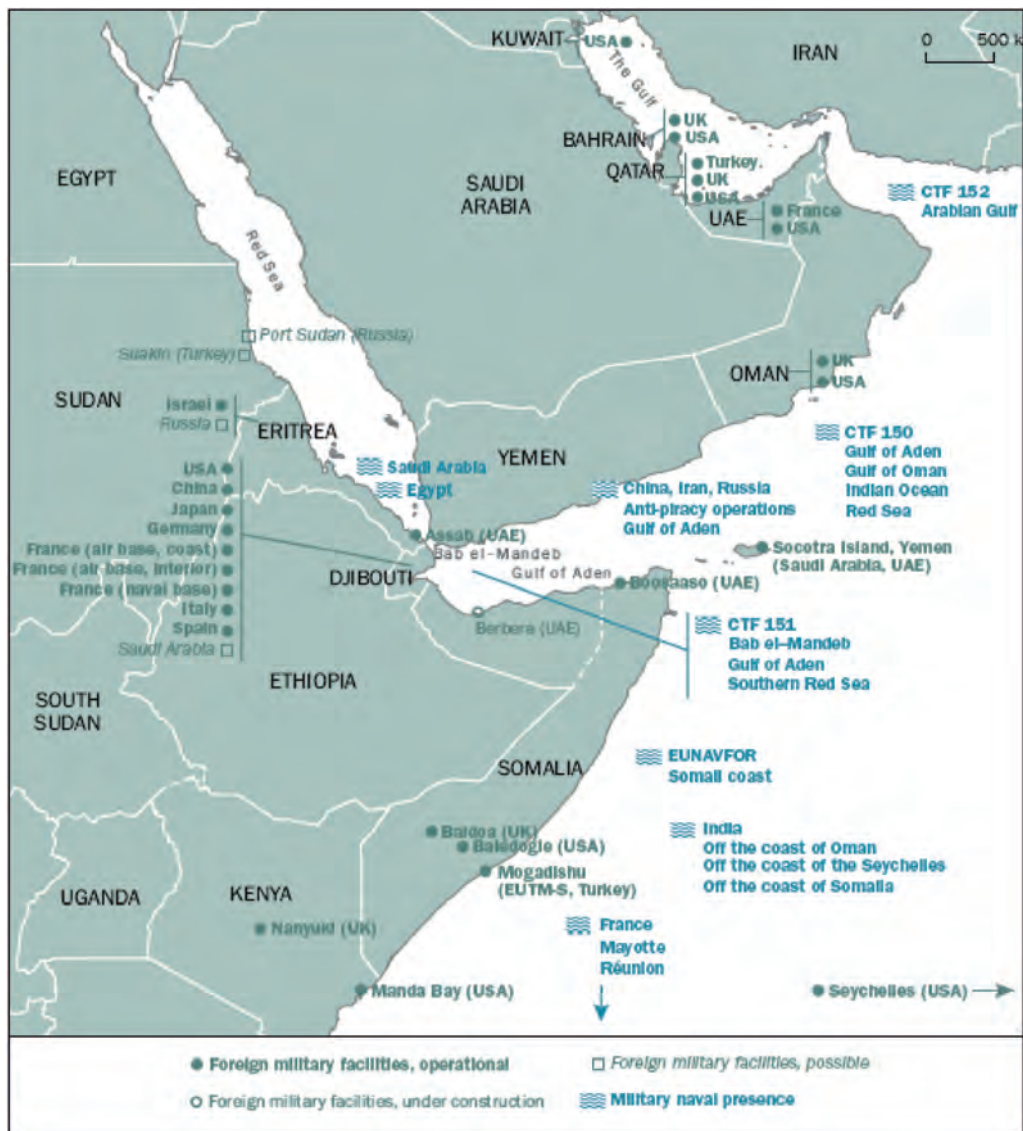 KUWAIT
USA
The Gulf
0 500 k
IRAN
BAHRAIN
UK
USA
QATAR
Turkey.
UK
USA
UAE
France
USA
CTF 152
Arabian Gulf
EGYPT
SAUDI
ARABIA
Red Sea
Port Sudan (Russia)
Suakin (Turkey)
OMAN
UK
USA
SUDAN
Israel
Russia
ERITREA
YEMEN
Saudi Arabia
Egypt
CTF 150
Gulf of Aden
Gulf of Oman
Indian Ocean
Red Sea
China, Iran, Russia
Anti-piracy operations
Gulf of Aden
USA
China
Japan
Germany
France (air base, coast)
France (air base, interior)
France (naval base)
Italy
Spain
Saudi Arabia
DJIBOUTI
Assab (UAE)
Bab el-Mandeb
Gulf of Aden
Socotra Island, Yemen
(Saudi Arabia, UAE)
Boosaaso (UAE)
Berbera (UAE)
CTF 151
Bab el–Mandeb
Gulf of Aden
Southern Red Sea
ETHIOPIA
SOUTH
SUDAN
SOMALIA
EUNAVFOR
Somali coast
Baidoa (UK)
Baledogle (USA)
Mogadishu
(EUTM-S, Turkey)
India
Off the coast of Oman
Off the coast of the Seychelles
Off the coast of Somalia
UGANDA
KENYA
Nanyuki (UK)
France
Mayotte
Réunion
Manda Bay (USA)
Seychelles (USA)
Foreign military facilities, operational
Foreign military facilities, possible
Foreign military facilities, under construction
Military naval presence